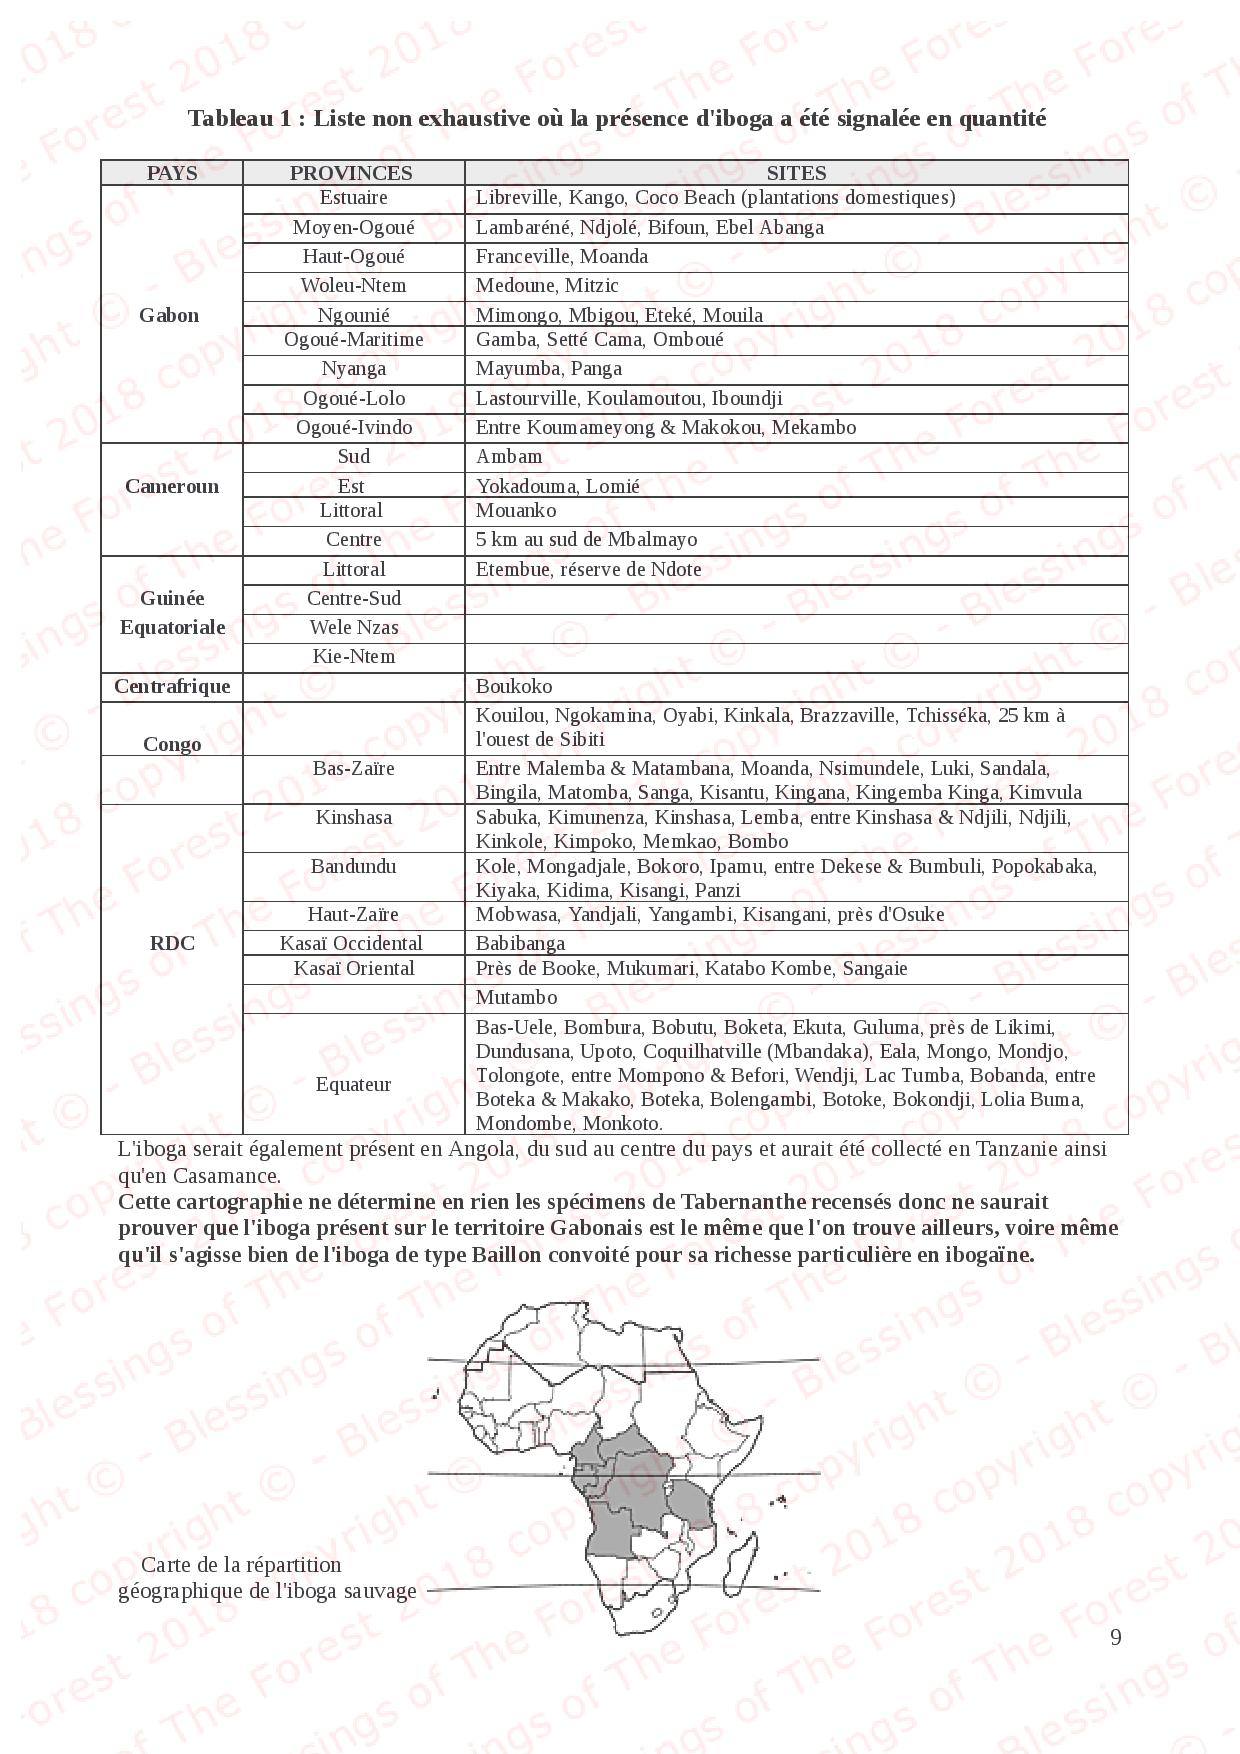 Tableau 1 : Liste non exhaustive où la présence d'iboga a été signalée en quantité
PAYS PROVINCES SITES
Gabon
Estuaire Libreville, Kango, Coco Beach (plantations domestiques)
Moyen-Ogoué Lambaréné, Ndjolé, Bifoun, Ebel Abanga
Haut-Ogoué Franceville, Moanda
Woleu-Ntem Medoune, Mitzic
Ngounié Mimongo, Mbigou, Eteké, Mouila
Ogoué-Maritime Gamba, Setté Cama, Omboué
Nyanga Mayumba, Panga
Ogoué-Lolo Lastourville, Koulamoutou, Iboundji
Ogoué-Ivindo Entre Koumameyong & Makokou, Mekambo
Cameroun
Sud Ambam
Est Yokadouma, Lomié
Littoral Mouanko
Centre 5 km au sud de Mbalmayo
Guinée
Equatoriale
Littoral Etembue, réserve de Ndote
Centre-Sud
Wele Nzas
Kie-Ntem
Centrafrique Boukoko
Congo
Kouilou, Ngokamina, Oyabi, Kinkala, Brazzaville, Tchisséka, 25 km à
l'ouest de Sibiti
Bas-Zaïre Entre Malemba & Matambana, Moanda, Nsimundele, Luki, Sandala,
Bingila, Matomba, Sanga, Kisantu, Kingana, Kingemba Kinga, Kimvula
RDC
Kinshasa Sabuka, Kimunenza, Kinshasa, Lemba, entre Kinshasa & Ndjili, Ndjili,
Kinkole, Kimpoko, Memkao, Bombo
Bandundu Kole, Mongadjale, Bokoro, Ipamu, entre Dekese & Bumbuli, Popokabaka,
Kiyaka, Kidima, Kisangi, Panzi
Haut-Zaïre Mobwasa, Yandjali, Yangambi, Kisangani, près d'Osuke
Kasaï Occidental Babibanga
Kasaï Oriental Près de Booke, Mukumari, Katabo Kombe, Sangaie
Mutambo
Equateur
Bas-Uele, Bombura, Bobutu, Boketa, Ekuta, Guluma, près de Likimi,
Dundusana, Upoto, Coquilhatville (Mbandaka), Eala, Mongo, Mondjo,
Tolongote, entre Mompono & Befori, Wendji, Lac Tumba, Bobanda, entre
Boteka & Makako, Boteka, Bolengambi, Botoke, Bokondji, Lolia Buma,
Mondombe, Monkoto.
L'iboga serait également présent en Angola, du sud au centre du pays et aurait été collecté en Tanzanie ainsi
qu'en Casamance.
Cette cartographie ne détermine en rien les spécimens de Tabernanthe recensés donc ne saurait
prouver que l'iboga présent sur le territoire Gabonais est le même que l'on trouve ailleurs, voire même
qu'il s'agisse bien de l'iboga de type Baillon convoité pour sa richesse particulière en ibogaïne.
Carte de la répartition
géographique de l'iboga sauvage
9
Blessings of The Forest 2018 copyright © -